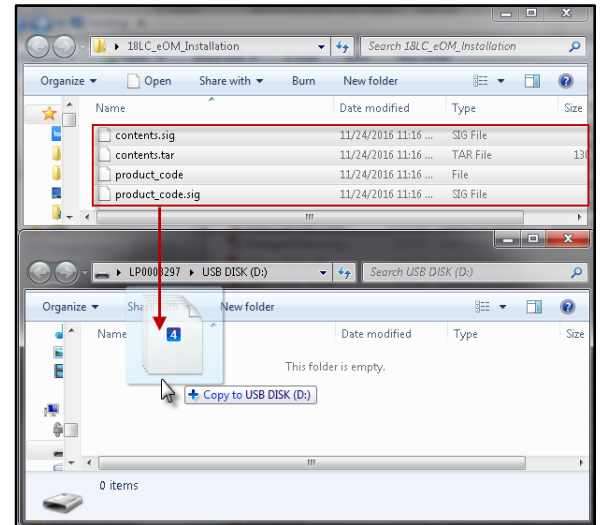 18LC_eOM_Installation
Search 18LC_eOM_Installation
Organize Open Share with Burn New folder
Name Date modified Type Size
contents.sig 11/24/2016 11:16 ... SIG File
contents.tar 11/24/2016 11:16 ... TAR File 130
product_code 11/24/2016 11:16 ... File
product_code.sig 11/24/2016 11:16 ... SIG File
USB DISK (D:)
Search USB DISK (D:)
Organize Share with New folder
Name Date modified Type Size
4
This folder is empty.
Copy to USB DISK (D:)
0 items